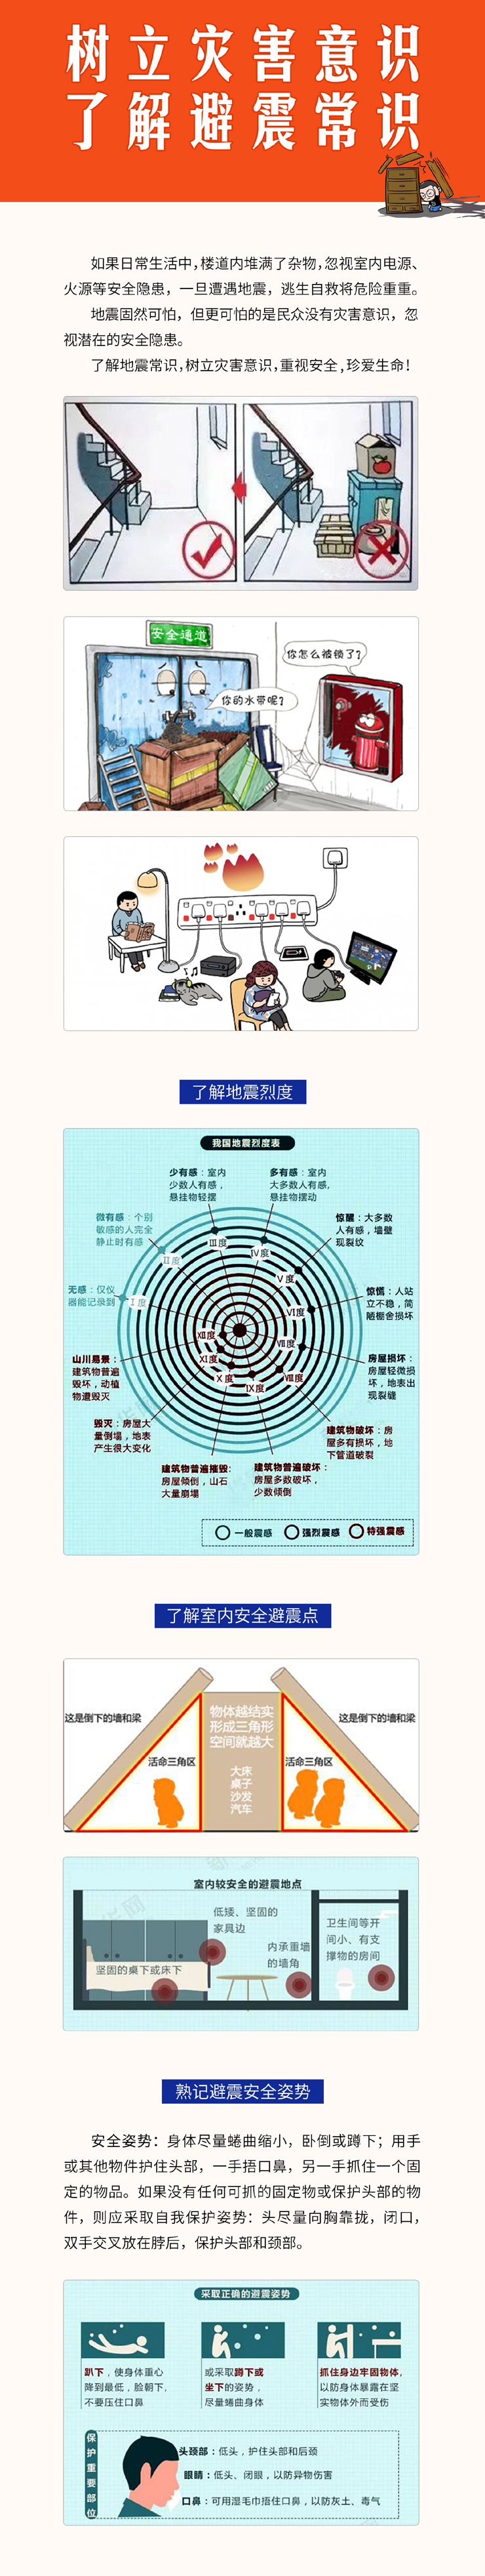 树立灾害意识
了解避震常识
如果日常生活中,楼道内堆满了杂物,忽视室内电源、
火源等安全隐患，一旦遭遇地震，逃生自救将危险重重。
地震固然可怕，但更可怕的是民众没有灾害意识，忽
视潜在的安全隐患。
了解地震常识,树立灾害意识,重视安全,珍爱生命!
安全通道
你怎么被锁了?
你的水带呢?
了解地震烈度
我国地震烈度表
少有感：室内
少数人有感，
悬挂物轻摆
多有感：室内
大多数人有感，
悬挂物摆动
微有感：个别
敏感的人完全
静止时有感
惊醒：大多数
人有感，墙壁
现裂纹
无感：仅仪
器能记录到
惊慌：人站
立不稳，简
陋棚舍损坏
山川易景：
建筑物普遍
毁坏，动植
物遭毁灭
房屋损坏：
房屋轻微损
坏，地表出
现裂缝
毁灭：房屋大
量倒塌，地表
产生很大变化
建筑物破坏：房
屋多有损坏，地
下管道破裂
建筑物普遍摧毁：
房屋倾倒，山石
大量崩塌
建筑物普遍破坏：
房屋多数破坏，
少数倾倒
Ⅰ度
Ⅱ度
Ⅲ度
Ⅳ度
Ⅴ度
Ⅵ度
Ⅶ度
Ⅷ度
Ⅸ度
Ⅹ度
Ⅺ度
Ⅻ度
一般震感
强烈震感
特强震感
了解室内安全避震点
这是倒下的墙和梁
物体越结实
形成三角形
空间就越大
这是倒下的墙和梁
活命三角区
活命三角区
大床
桌子
沙发
汽车
室内较安全的避震地点
低矮、坚固的
家具边
内承重墙
的墙角
卫生间等开
间小、有支
撑物的房间
坚固的桌下或床下
熟记避震安全姿势
安全姿势：身体尽量蜷曲缩小，卧倒或蹲下；用手
或其他物件护住头部，一手捂口鼻，另一手抓住一个固
定的物品。如果没有任何可抓的固定物或保护头部的物
件，则应采取自我保护姿势：头尽量向胸靠拢，闭口，
双手交叉放在脖后，保护头部和颈部。
采取正确的避震姿势
趴下，使身体重心
降到最低，脸朝下，
不要压住口鼻
或采取蹲下或
坐下的姿势，
尽量蜷曲身体
抓住身边牢固物体，
以防身体暴露在坚
实物体外而受伤
保护重要部位
头颈部：低头，护住头部和后颈
眼睛：低头、闭眼，以防异物伤害
口鼻：可用湿毛巾捂住口鼻，以防灰土、毒气